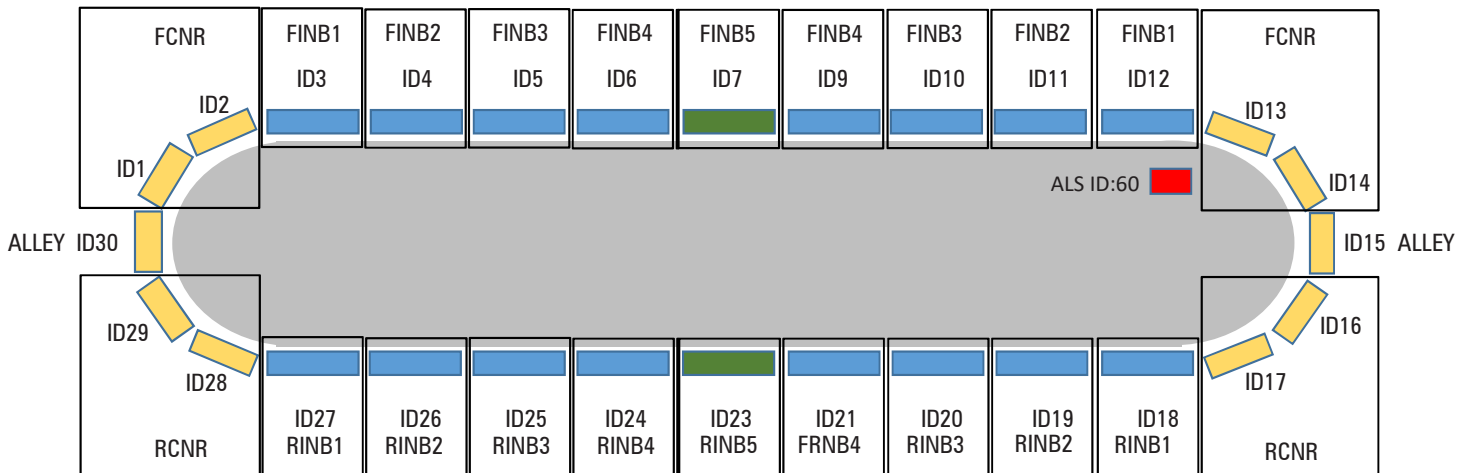 FCNR FINB1 FINB2 FINB3 FINB4 FINB5 FINB4 FINB3 FINB2 FINB1 FCNR
ID3 ID4 ID5 ID6 ID7 ID9 ID10 ID11 ID12
ID2 ID13
ID1 ID14
ALS ID:60
ALLEY ID30 ID15 ALLEY
ID29 ID16
ID28 ID17
ID27 ID26 ID25 ID24 ID23 ID21 ID20 ID19 ID18
RCNR RINB1 RINB2 RINB3 RINB4 RINB5 FRNB4 RINB3 RINB2 RINB1 RCNR